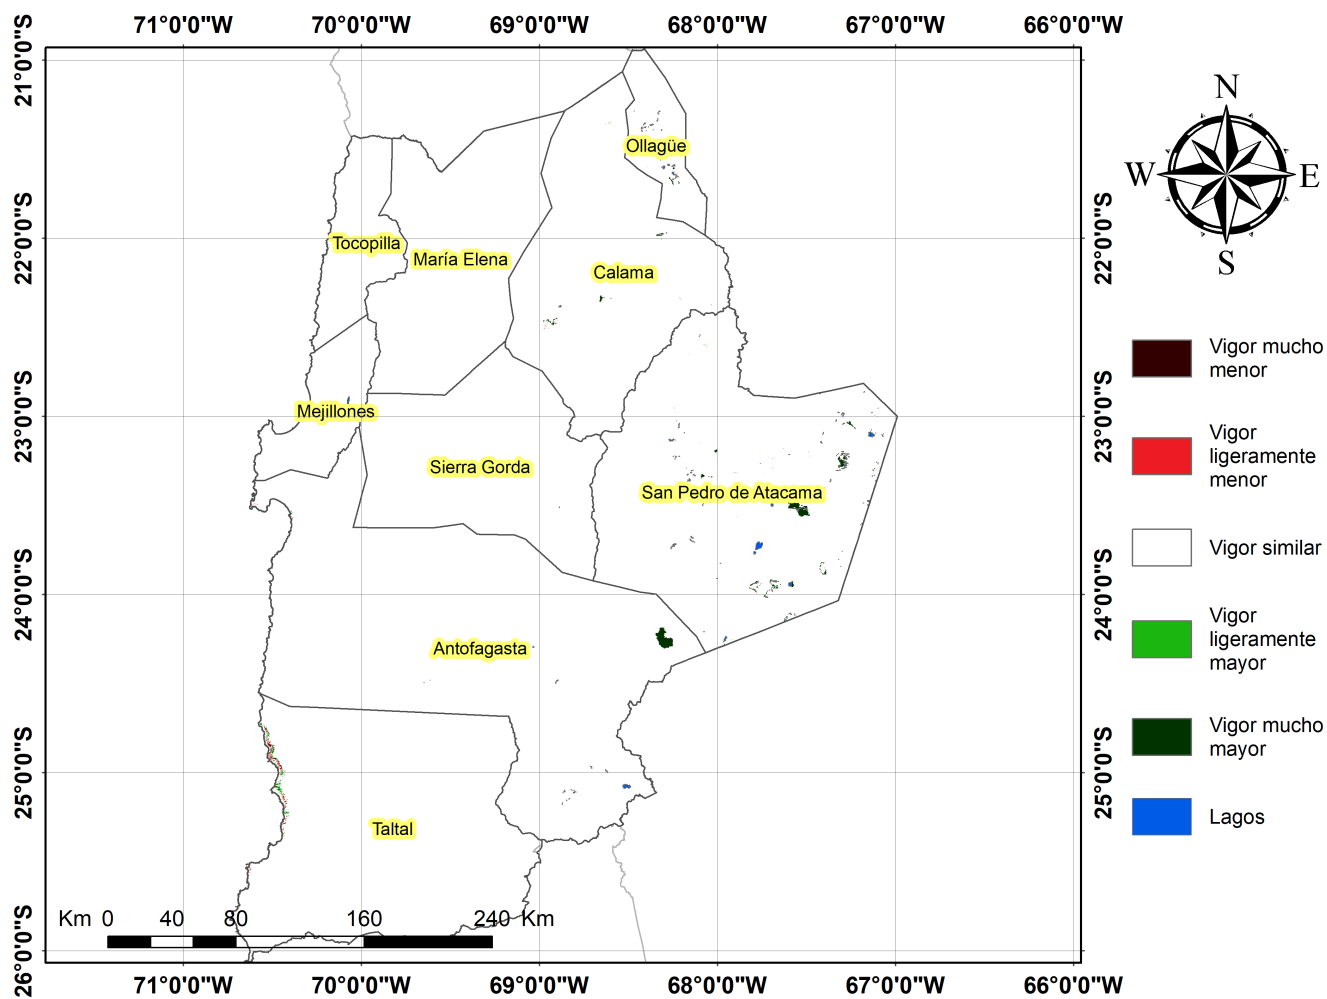 71°0'0"W 70°0'0"W 69°0'0"W 68°0'0"W 67°0'0"W 66°0'0"W
21°0'0"S
22°0'0"S
23°0'0"S
24°0'0"S
25°0'0"S
26°0'0"S
Ollagüe
Tocopilla
María Elena
Calama
Mejillones
Sierra Gorda
San Pedro de Atacama
Antofagasta
Taltal
Km 0 40 80 160 240 Km
71°0'0"W 70°0'0"W 69°0'0"W 68°0'0"W 67°0'0"W 66°0'0"W
22°0'0"S
23°0'0"S
24°0'0"S
25°0'0"S
N
W E
S
Vigor mucho
menor
Vigor
ligeramente
menor
Vigor similar
Vigor
ligeramente
mayor
Vigor mucho
mayor
Lagos